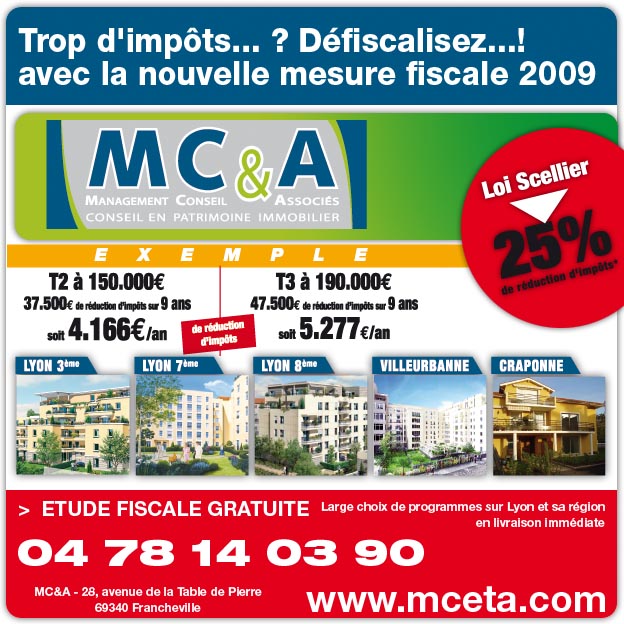 Trop d'impôts... ? Défiscalisez...!
avec la nouvelle mesure fiscale 2009
MC&A
MANAGEMENT CONSEIL ASSOCIÉS
CONSEIL EN PATRIMOINE IMMOBILIER
Loi Scellier
25%
de réduction d'impôts*
EXEMPLE
T2 à 150.000€
37.500€ de réduction d'impôts sur 9 ans
soit 4.166€/an
T3 à 190.000€
47.500€ de réduction d'impôts sur 9 ans
soit 5.277€/an
de réduction
d'impôts
LYON 3ème
LYON 7ème
LYON 8ème
VILLEURBANNE
CRAPONNE
> ETUDE FISCALE GRATUITE
Large choix de programmes sur Lyon et sa région
en livraison immédiate
04 78 14 03 90
MC&A - 28, avenue de la Table de Pierre
69340 Francheville
www.mceta.com